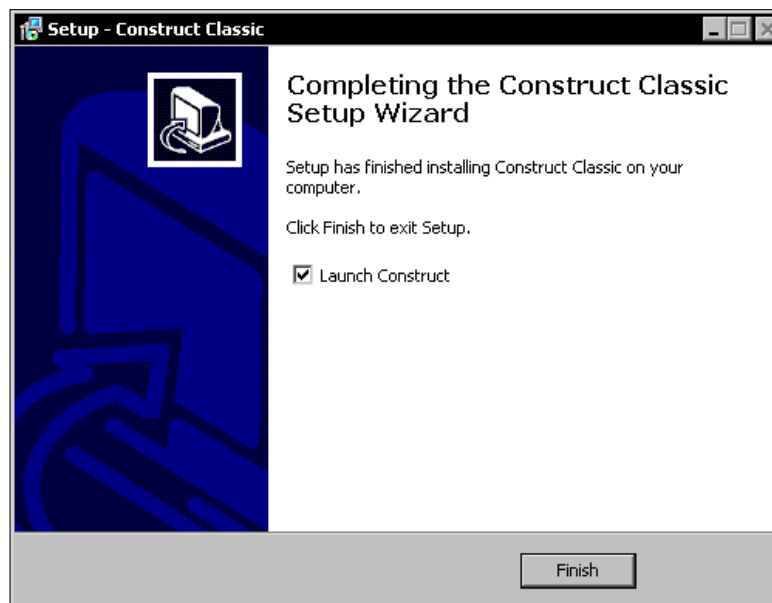 Setup - Construct Classic
Completing the Construct Classic
Setup Wizard
Setup has finished installing Construct Classic on your
computer.
Click Finish to exit Setup.
Launch Construct
Finish